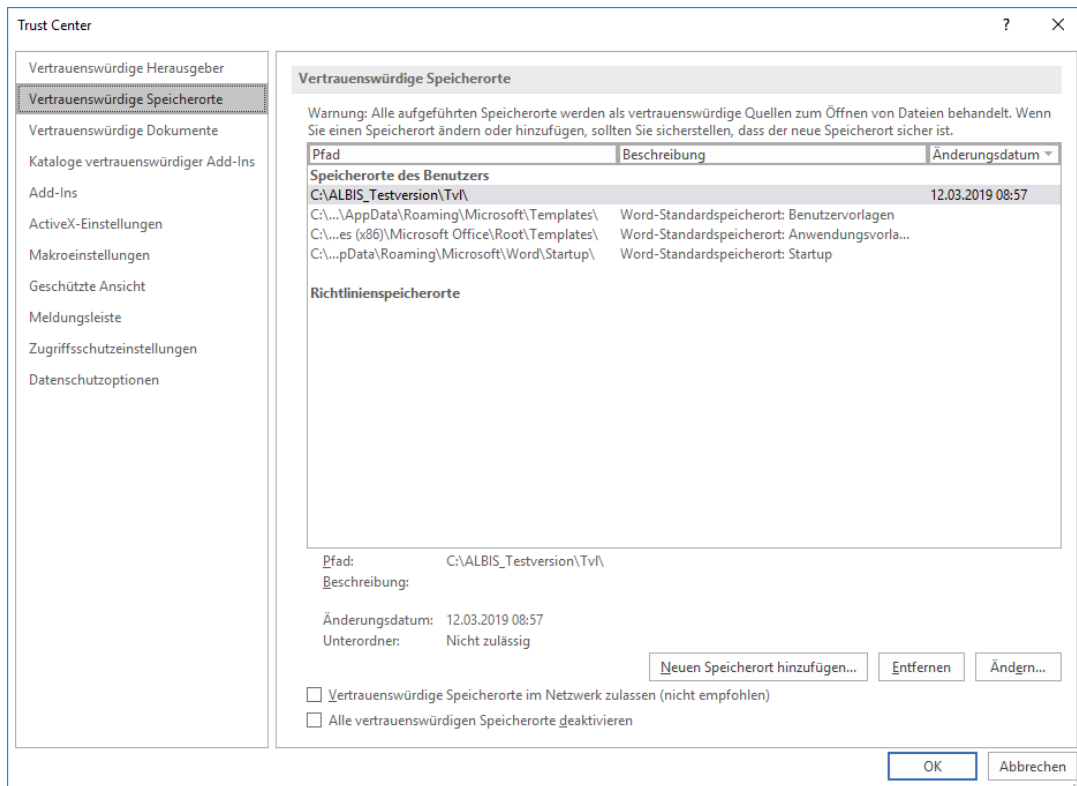 Trust Center
?
Vertrauenswürdige Herausgeber
Vertrauenswürdige Speicherorte
Vertrauenswürdige Dokumente
Kataloge vertrauenswürdiger Add-Ins
Add-Ins
ActiveX-Einstellungen
Makroeinstellungen
Geschützte Ansicht
Meldungsleiste
Zugriffsschutzeinstellungen
Datenschutzoptionen
Vertrauenswürdige Speicherorte
Warnung: Alle aufgeführten Speicherorte werden als vertrauenswürdige Quellen zum Öffnen von Dateien behandelt. Wenn
Sie einen Speicherort ändern oder hinzufügen, sollten Sie sicherstellen, dass der neue Speicherort sicher ist.
Pfad Beschreibung Änderungsdatum
Speicherorte des Benutzers
C:\ALBIS_Testversion\Tvl\ 12.03.2019 08:57
C:\...\AppData\Roaming\Microsoft\Templates\ Word-Standardspeicherort: Benutzervorlagen
C:\...es (x86)\Microsoft Office\Root\Templates\ Word-Standardspeicherort: Anwendungsvorla...
C:\...pData\Roaming\Microsoft\Word\Startup\ Word-Standardspeicherort: Startup
Richtlinienspeicherorte
Pfad: C:\ALBIS_Testversion\Tvl\
Beschreibung:
Änderungsdatum: 12.03.2019 08:57
Unterordner: Nicht zulässig
Neuen Speicherort hinzufügen... Entfernen Ändern...
Vertrauenswürdige Speicherorte im Netzwerk zulassen (nicht empfohlen)
Alle vertrauenswürdigen Speicherorte deaktivieren
OK Abbrechen